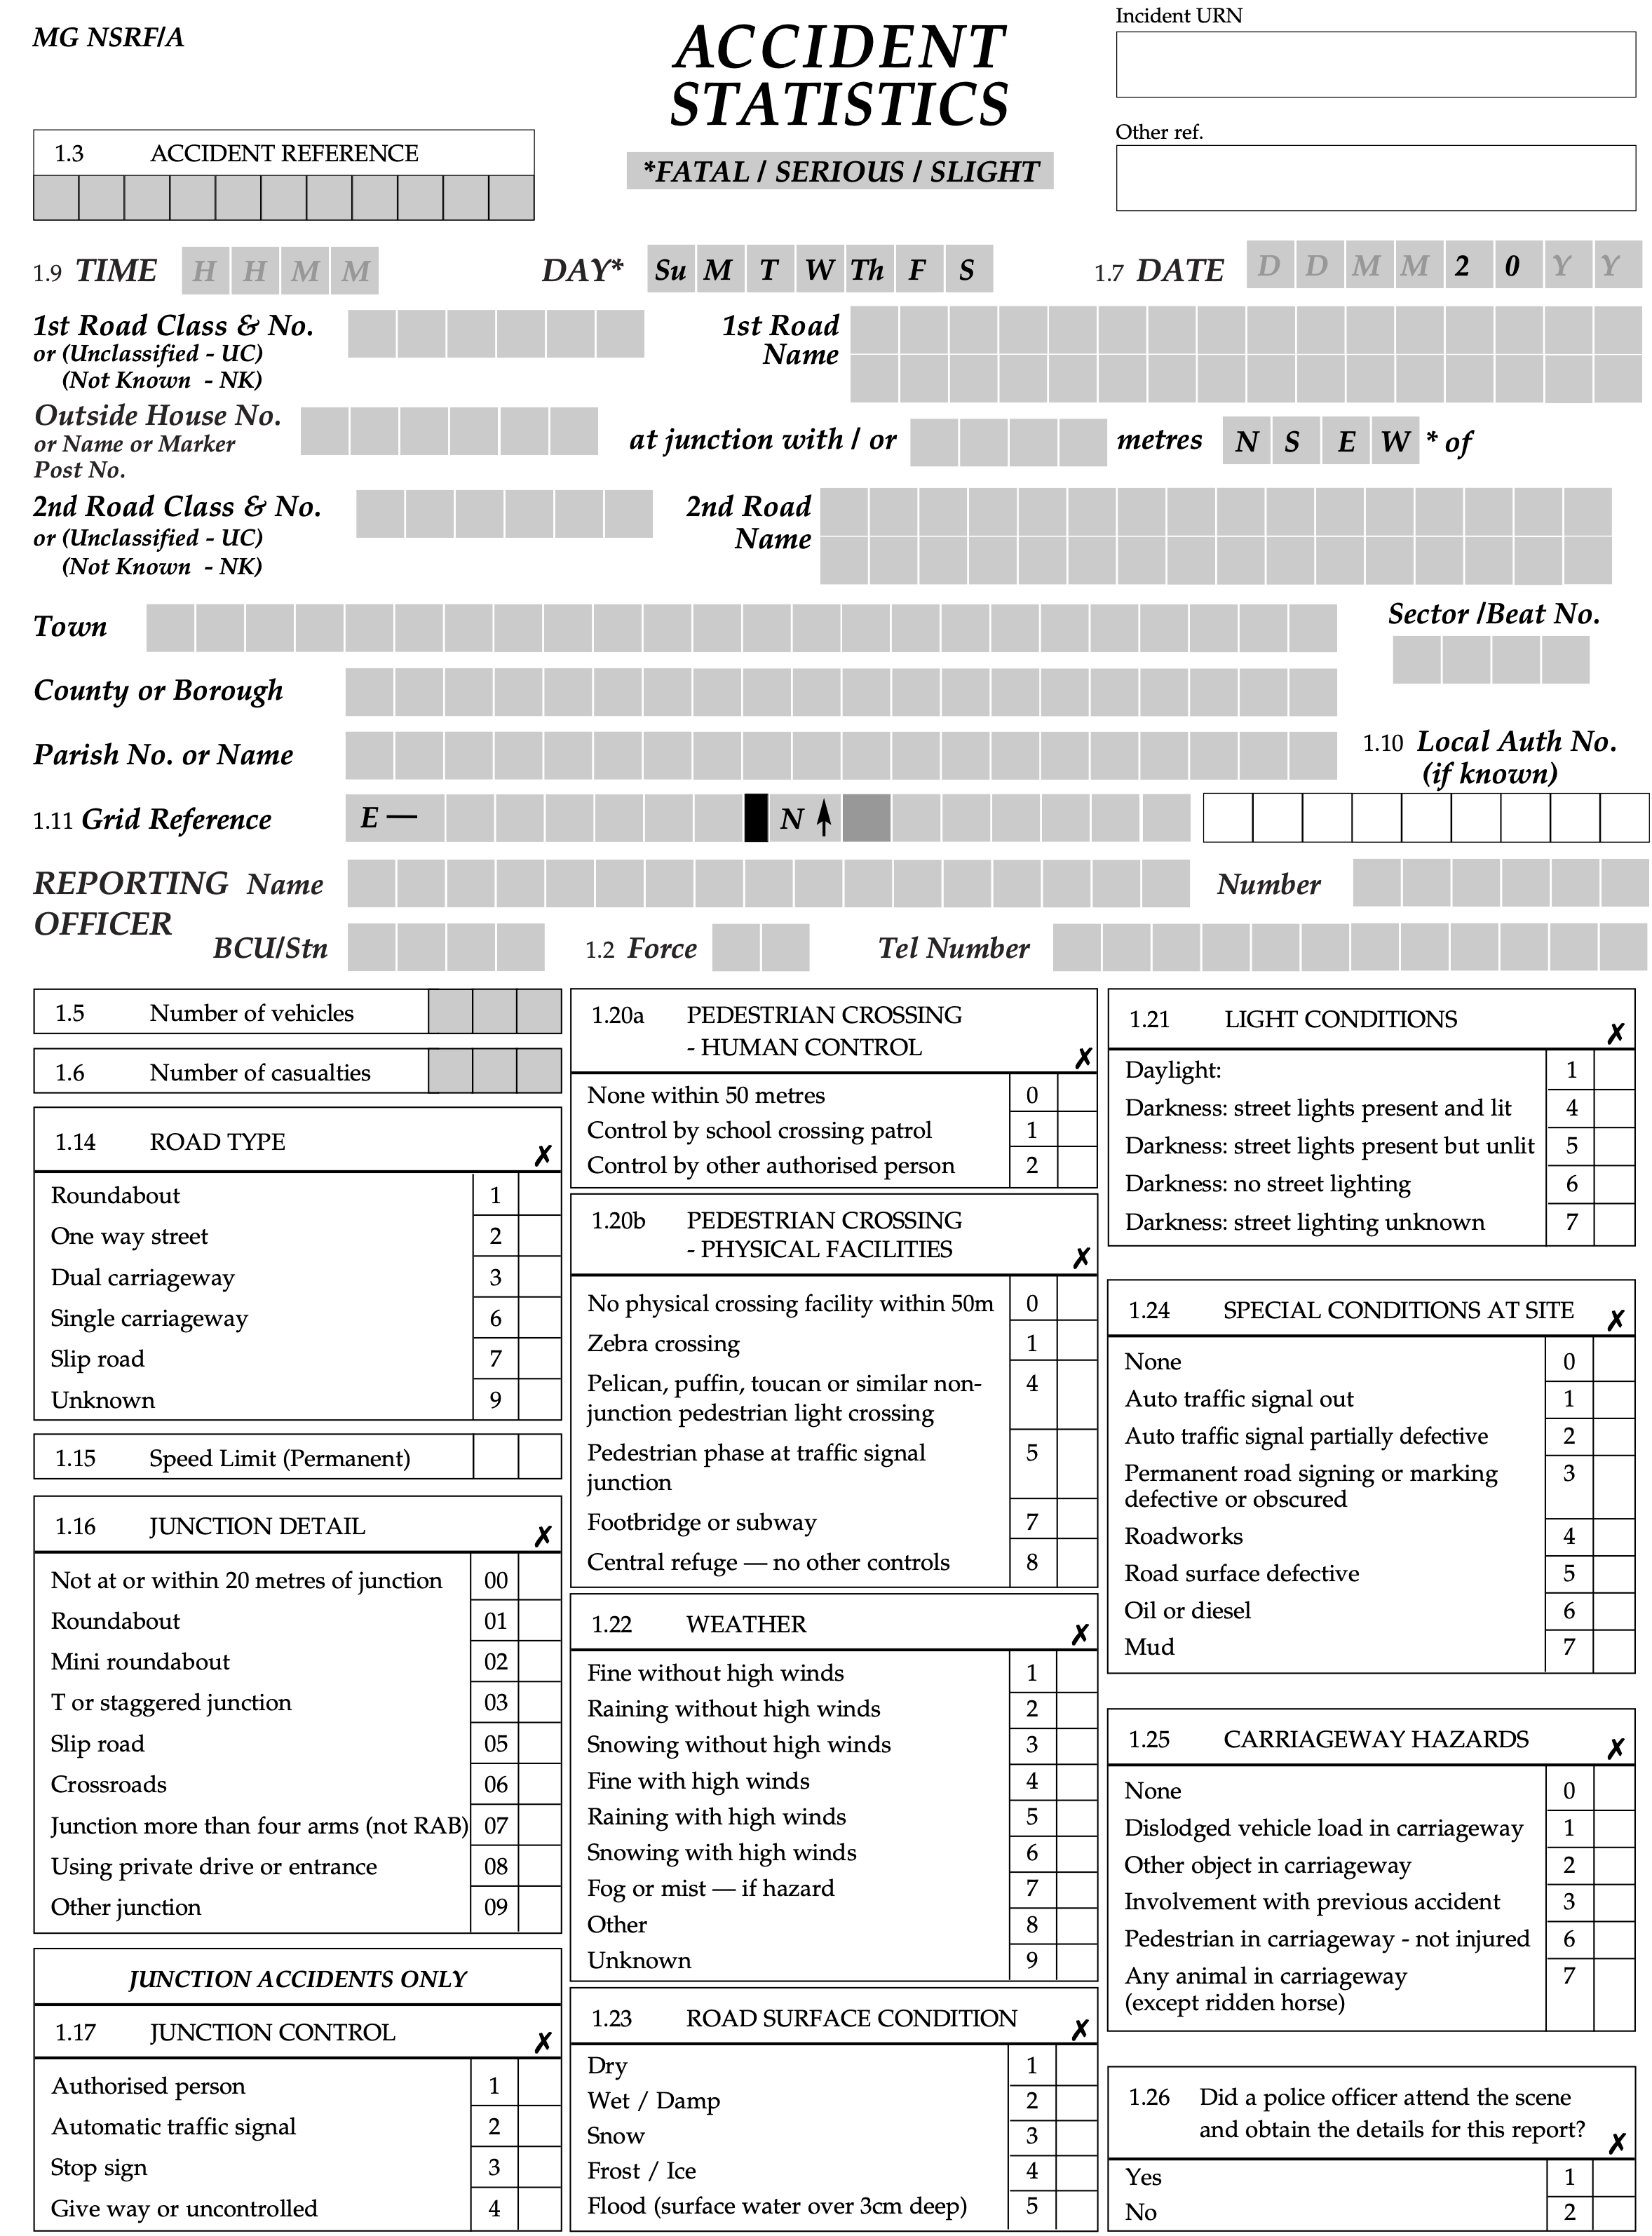 MG NSRF/A
ACCIDENT
STATISTICS
*FATAL / SERIOUS / SLIGHT
Incident URN
Other ref.
1.3 ACCIDENT REFERENCE
1.9 TIME H H M M
DAY* Su M T W Th F S
1.7 DATE D D M M 2 0 Y Y
1st Road Class & No.
or (Unclassified - UC)
(Not Known - NK)
1st Road
Name
Outside House No.
or Name or Marker
Post No.
at junction with / or
metres N S E W * of
2nd Road Class & No.
or (Unclassified - UC)
(Not Known - NK)
2nd Road
Name
Town
Sector /Beat No.
County or Borough
Parish No. or Name
1.10 Local Auth No.
(if known)
1.11 Grid Reference E — N ↑
REPORTING Name
OFFICER
Number
BCU/Stn
1.2 Force
Tel Number
1.5 Number of vehicles
1.6 Number of casualties
1.14 ROAD TYPE ✗
Roundabout 1
One way street 2
Dual carriageway 3
Single carriageway 6
Slip road 7
Unknown 9
1.15 Speed Limit (Permanent)
1.16 JUNCTION DETAIL ✗
Not at or within 20 metres of junction 00
Roundabout 01
Mini roundabout 02
T or staggered junction 03
Slip road 05
Crossroads 06
Junction more than four arms (not RAB) 07
Using private drive or entrance 08
Other junction 09
JUNCTION ACCIDENTS ONLY
1.17 JUNCTION CONTROL ✗
Authorised person 1
Automatic traffic signal 2
Stop sign 3
Give way or uncontrolled 4
1.20a PEDESTRIAN CROSSING
- HUMAN CONTROL ✗
None within 50 metres 0
Control by school crossing patrol 1
Control by other authorised person 2
1.20b PEDESTRIAN CROSSING
- PHYSICAL FACILITIES ✗
No physical crossing facility within 50m 0
Zebra crossing 1
Pelican, puffin, toucan or similar non- 4
junction pedestrian light crossing
Pedestrian phase at traffic signal 5
junction
Footbridge or subway 7
Central refuge — no other controls 8
1.22 WEATHER ✗
Fine without high winds 1
Raining without high winds 2
Snowing without high winds 3
Fine with high winds 4
Raining with high winds 5
Snowing with high winds 6
Fog or mist — if hazard 7
Other 8
Unknown 9
1.23 ROAD SURFACE CONDITION ✗
Dry 1
Wet / Damp 2
Snow 3
Frost / Ice 4
Flood (surface water over 3cm deep) 5
1.21 LIGHT CONDITIONS ✗
Daylight: 1
Darkness: street lights present and lit 4
Darkness: street lights present but unlit 5
Darkness: no street lighting 6
Darkness: street lighting unknown 7
1.24 SPECIAL CONDITIONS AT SITE ✗
None 0
Auto traffic signal out 1
Auto traffic signal partially defective 2
Permanent road signing or marking 3
defective or obscured
Roadworks 4
Road surface defective 5
Oil or diesel 6
Mud 7
1.25 CARRIAGEWAY HAZARDS ✗
None 0
Dislodged vehicle load in carriageway 1
Other object in carriageway 2
Involvement with previous accident 3
Pedestrian in carriageway - not injured 6
Any animal in carriageway 7
(except ridden horse)
1.26 Did a police officer attend the scene
and obtain the details for this report? ✗
Yes 1
No 2